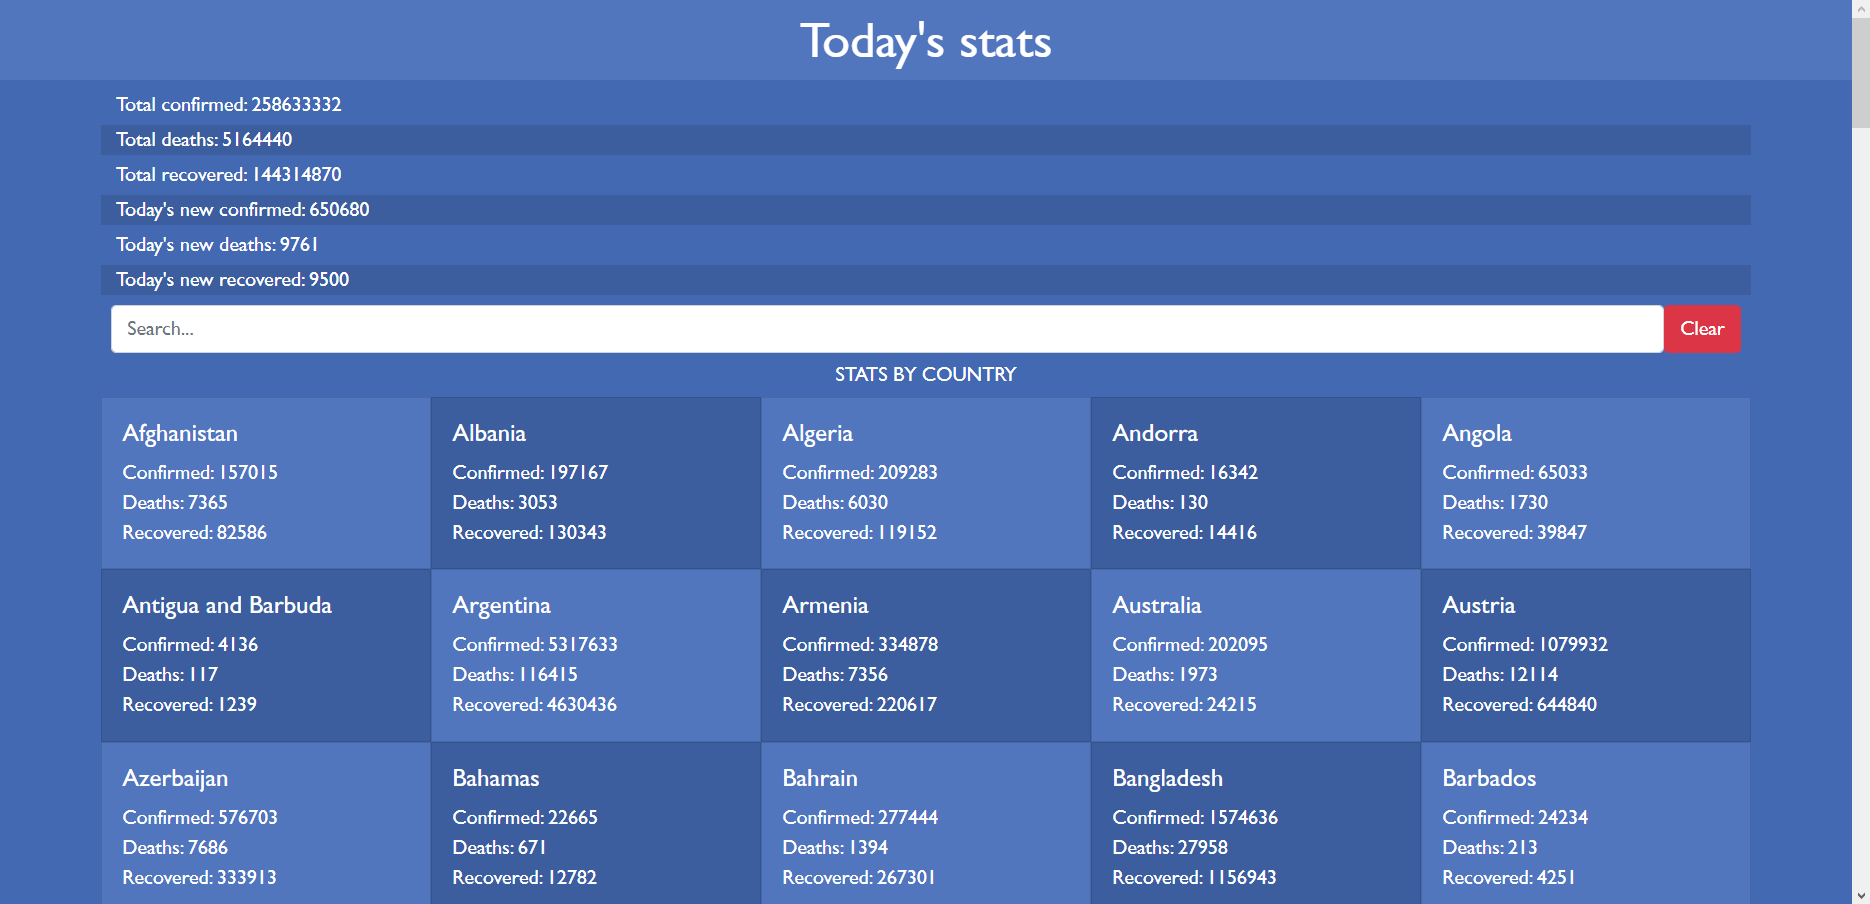 Today's stats
Total confirmed: 258633332
Total deaths: 5164440
Total recovered: 144314870
Today's new confirmed: 650680
Today's new deaths: 9761
Today's new recovered: 9500
Search...
Clear
STATS BY COUNTRY
Afghanistan
Confirmed: 157015
Deaths: 7365
Recovered: 82586
Albania
Confirmed: 197167
Deaths: 3053
Recovered: 130343
Algeria
Confirmed: 209283
Deaths: 6030
Recovered: 119152
Andorra
Confirmed: 16342
Deaths: 130
Recovered: 14416
Angola
Confirmed: 65033
Deaths: 1730
Recovered: 39847
Antigua and Barbuda
Confirmed: 4136
Deaths: 117
Recovered: 1239
Argentina
Confirmed: 5317633
Deaths: 116415
Recovered: 4630436
Armenia
Confirmed: 334878
Deaths: 7356
Recovered: 220617
Australia
Confirmed: 202095
Deaths: 1973
Recovered: 24215
Austria
Confirmed: 1079932
Deaths: 12114
Recovered: 644840
Azerbaijan
Confirmed: 576703
Deaths: 7686
Recovered: 333913
Bahamas
Confirmed: 22665
Deaths: 671
Recovered: 12782
Bahrain
Confirmed: 277444
Deaths: 1394
Recovered: 267301
Bangladesh
Confirmed: 1574636
Deaths: 27958
Recovered: 1156943
Barbados
Confirmed: 24234
Deaths: 213
Recovered: 4251